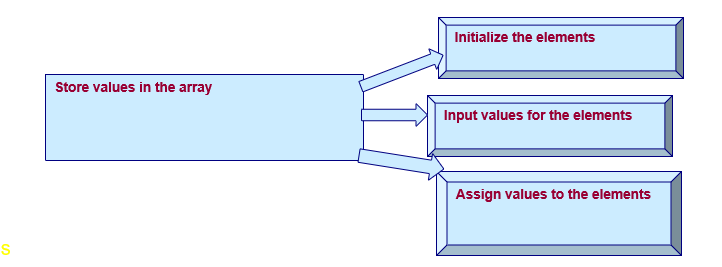 Initialize the elements
Store values in the array
Input values for the elements
Assign values to the elements
s